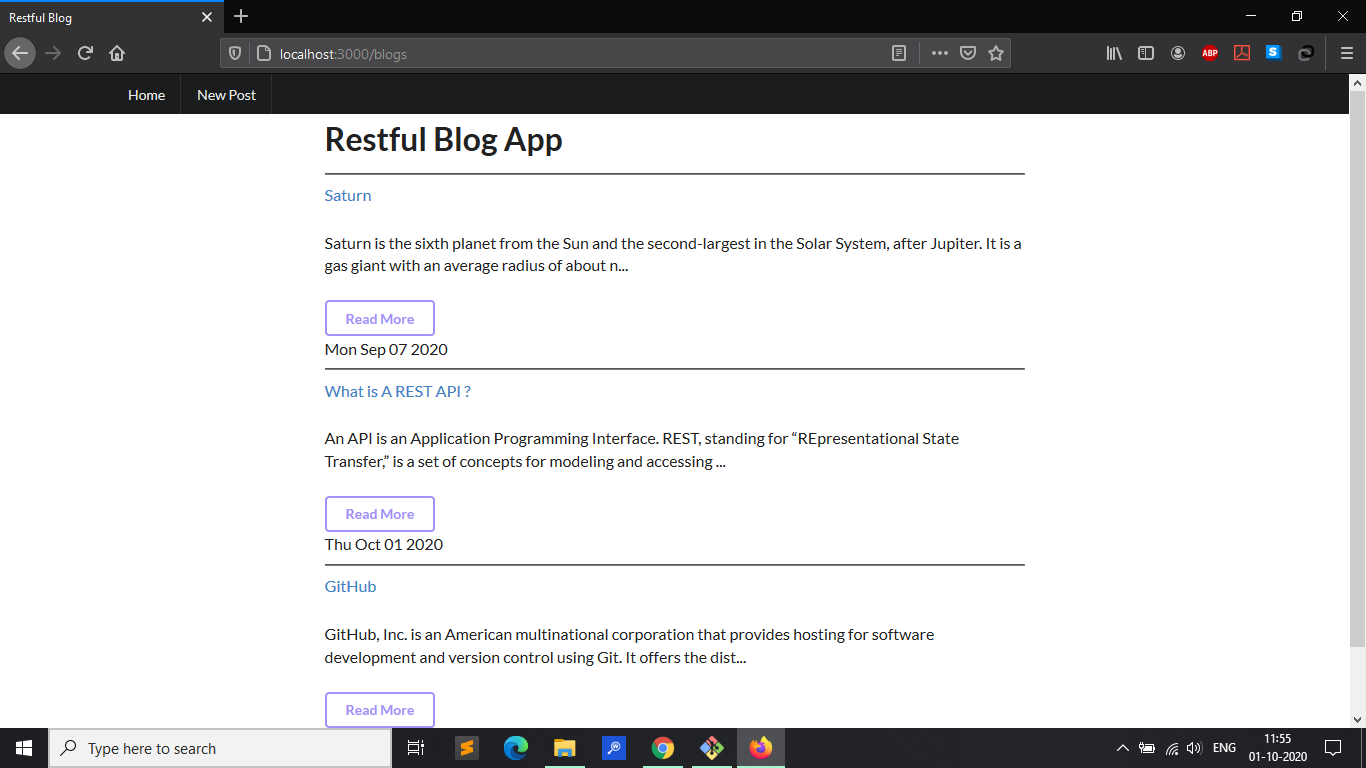 Restful Blog
localhost:3000/blogs
ABP
S
Home New Post
Restful Blog App
Saturn
Saturn is the sixth planet from the Sun and the second-largest in the Solar System, after Jupiter. It is a
gas giant with an average radius of about n...
Read More
Mon Sep 07 2020
What is A REST API ?
An API is an Application Programming Interface. REST, standing for “REpresentational State
Transfer,” is a set of concepts for modeling and accessing ...
Read More
Thu Oct 01 2020
GitHub
GitHub, Inc. is an American multinational corporation that provides hosting for software
development and version control using Git. It offers the dist...
Read More
Type here to search
ENG
11:55
01-10-2020